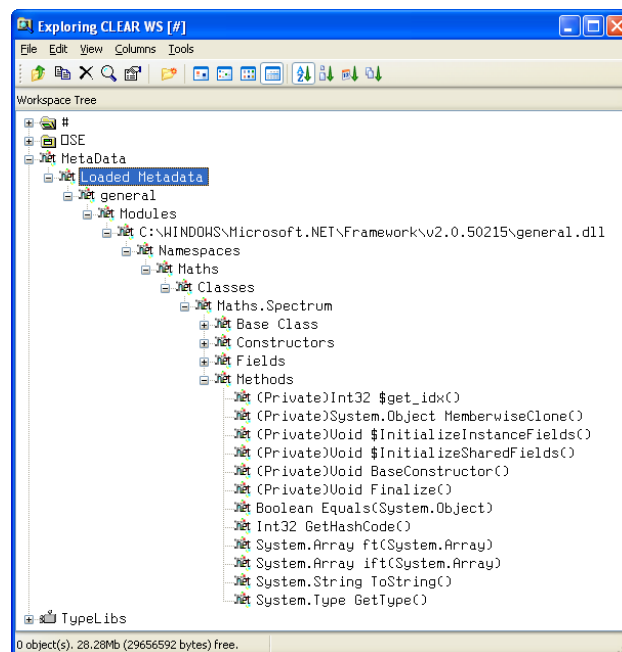 Exploring CLEAR WS [#]
File Edit View Columns Tools
Workspace Tree
#
⎕SE
MetaData
Loaded Metadata
general
Modules
C:\WINDOWS\Microsoft.NET\Framework\v2.0.50215\general.dll
Namespaces
Maths
Classes
Maths.Spectrum
Base Class
Constructors
Fields
Methods
(Private)Int32 $get_idx()
(Private)System.Object MemberwiseClone()
(Private)Void $InitializeInstanceFields()
(Private)Void $InitializeSharedFields()
(Private)Void BaseConstructor()
(Private)Void Finalize()
Boolean Equals(System.Object)
Int32 GetHashCode()
System.Array ft(System.Array)
System.Array ift(System.Array)
System.String ToString()
System.Type GetType()
TypeLibs
0 object(s). 28.28Mb (29656592 bytes) free.